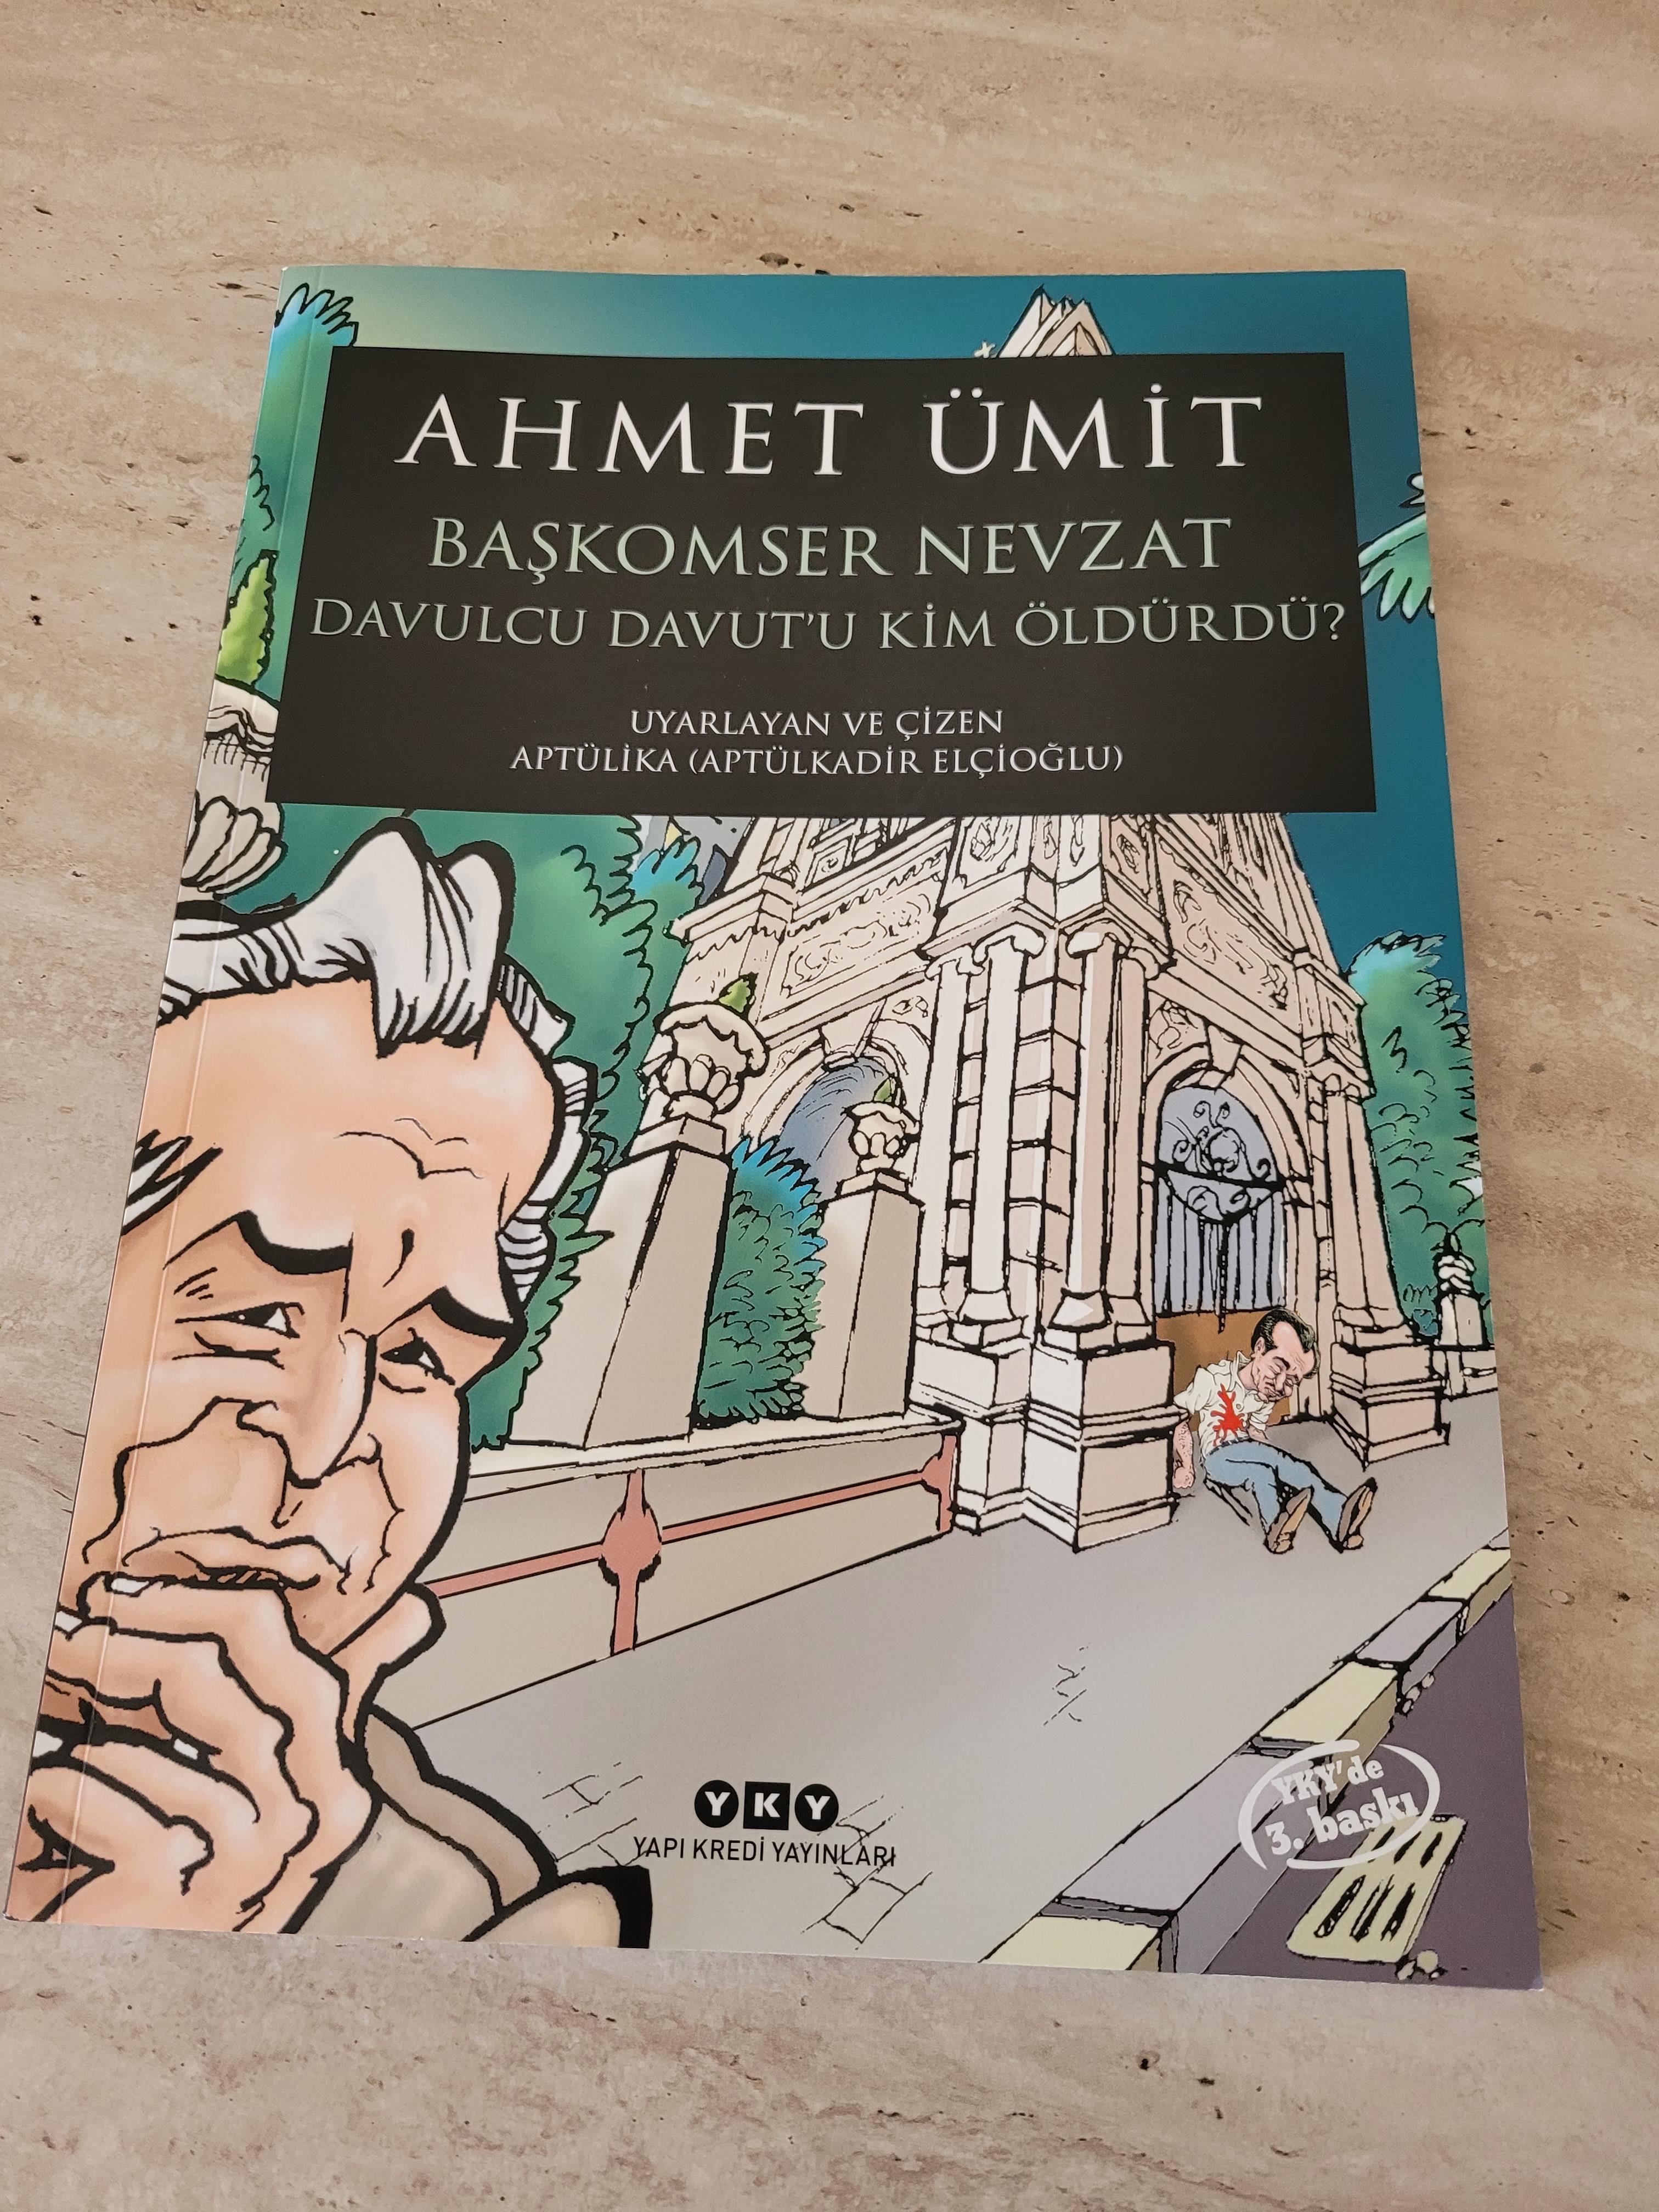 AHMET ÜMİT
BAŞKOMSER NEVZAT
DAVULCU DAVUT'U KİM ÖLDÜRDÜ?
UYARLAYAN VE ÇİZEN
APTÜLİKA (APTÜLKADİR ELÇİOĞLU)
YKY
YAPI KREDİ YAYINLARI
YKY'de
3. baskı